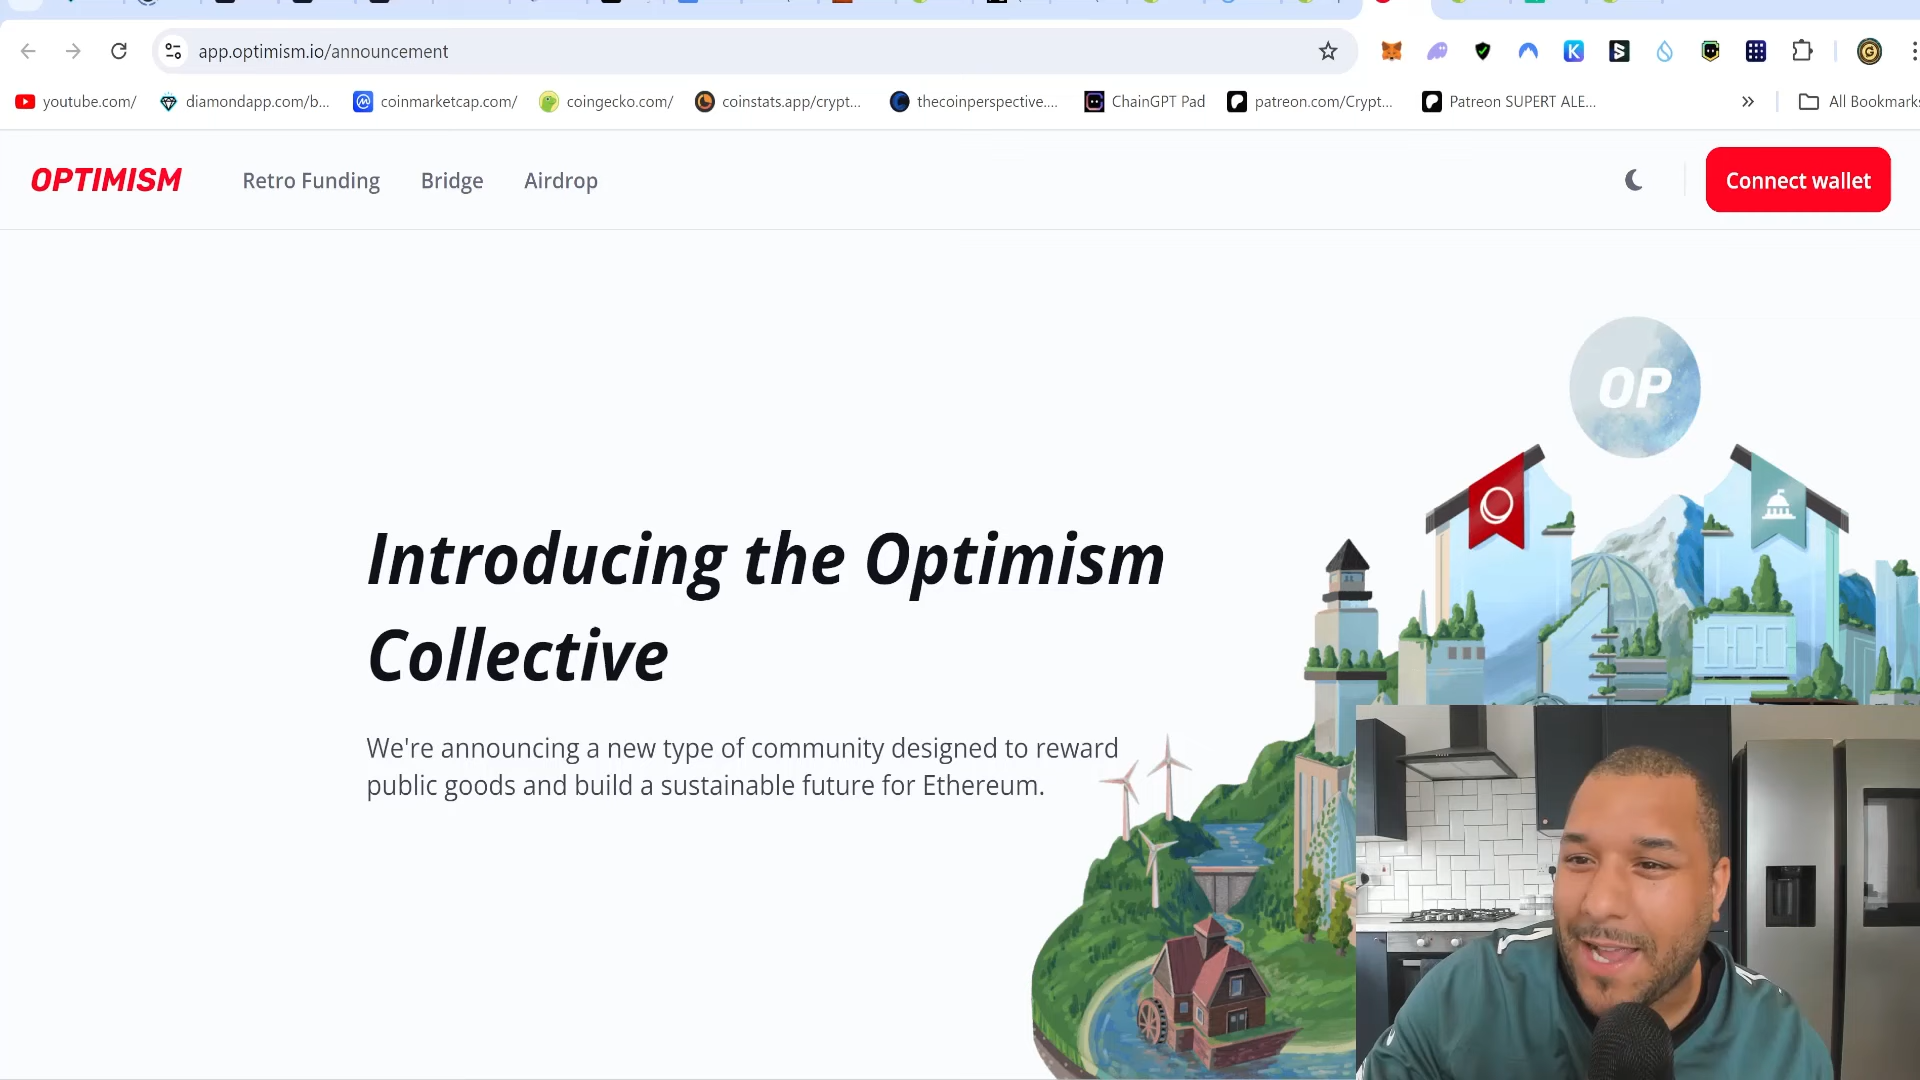 app.optimism.io/announcement
youtube.com/
diamondapp.com/b...
coinmarketcap.com/
coingecko.com/
coinstats.app/crypt...
thecoinperspective....
ChainGPT Pad
patreon.com/Crypt...
Patreon SUPERT ALE...
All Bookmarks
OPTIMISM
Retro Funding
Bridge
Airdrop
Connect wallet
OP
Introducing the Optimism
Collective
We're announcing a new type of community designed to reward
public goods and build a sustainable future for Ethereum.